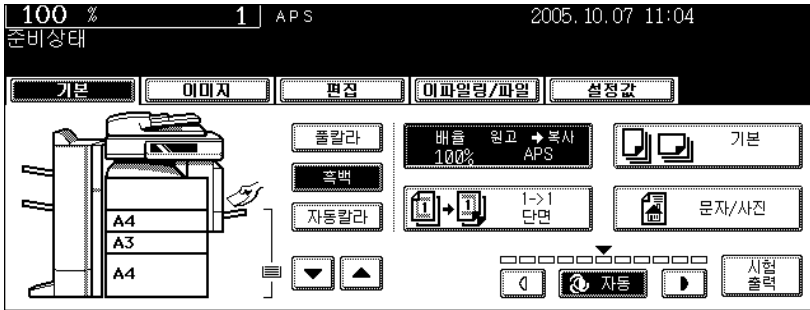 100 % 1 APS 2005.10.07 11:04
준비상태
기본 이미지 편집 이파일링/파일 설정값
풀칼라
흑백
자동칼라
배율 원고 ➔복사
100% APS
기본
1->1
단면
문자/사진
A4
A3
A4
자동
시험
출력